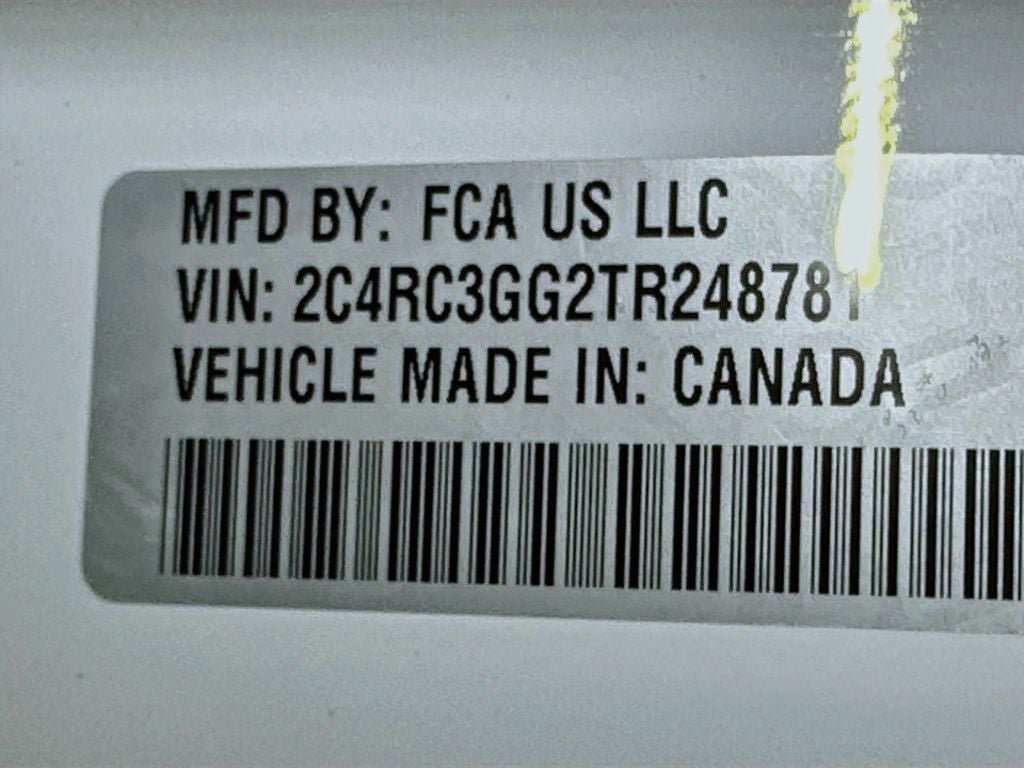 MFD BY: FCA US LLC
VIN: 2C4RC3GG2TR248781
VEHICLE MADE IN: CANADA